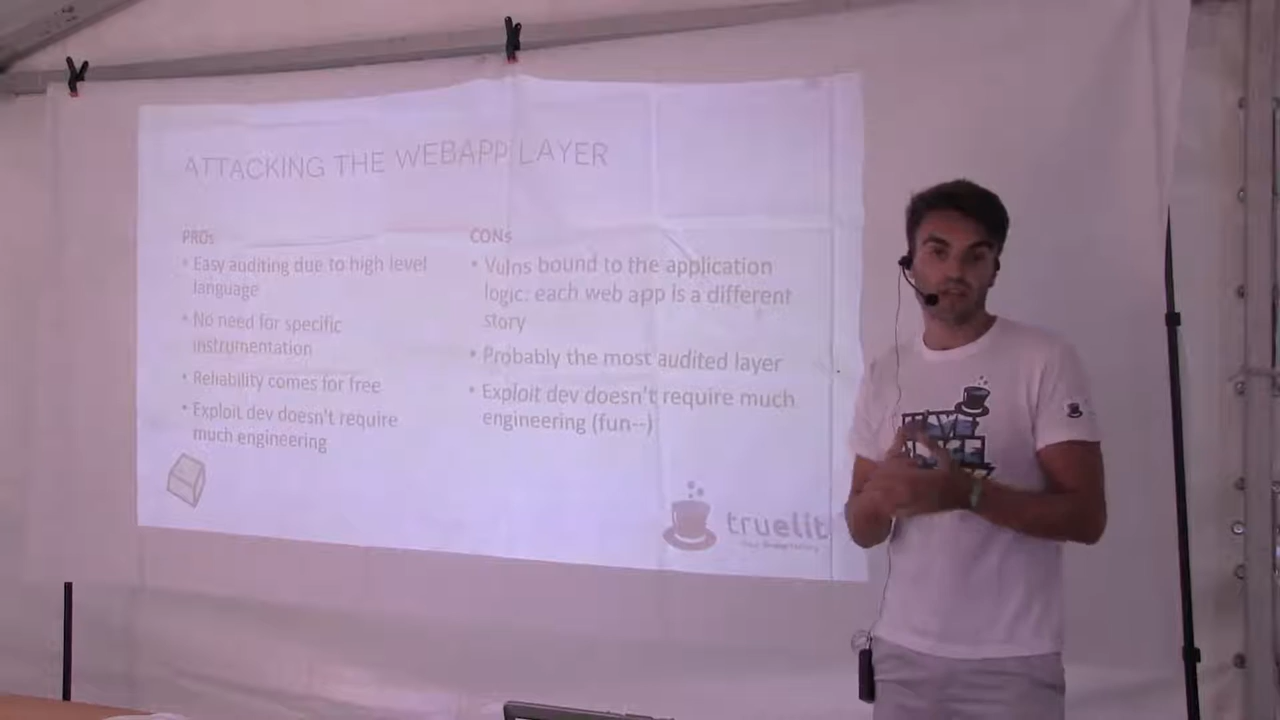 ATTACKING THE WEBAPP LAYER
PROs
• Easy auditing due to high level
language
• No need for specific
instrumentation
• Reliability comes for free
• Exploit dev doesn't require
much engineering
CONs
• Vulns bound to the application
logic: each web app is a different
story
• Probably the most audited layer
• Exploit dev doesn't require much
engineering (fun--)
truelit